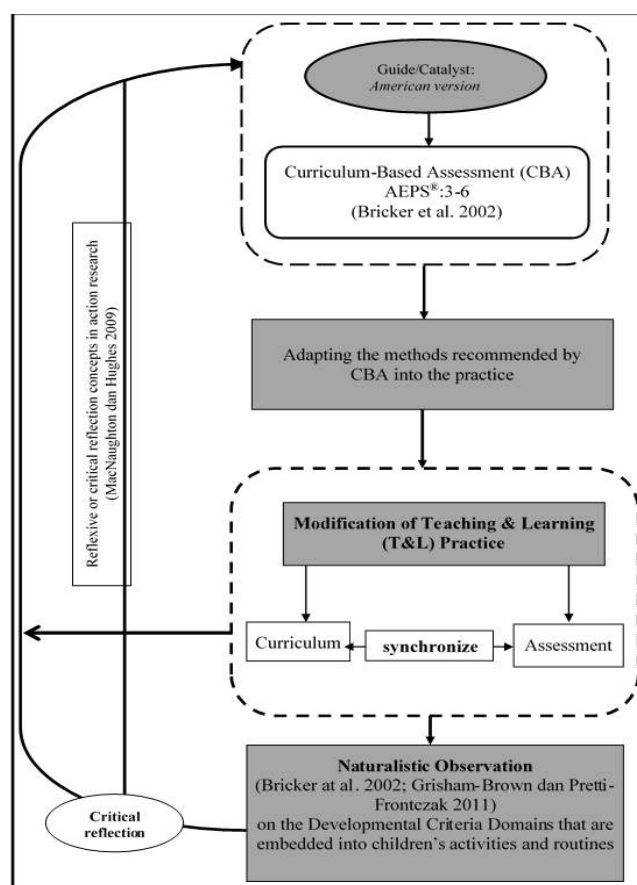 Guide/Catalyst:
American version
Curriculum-Based Assessment (CBA)
AEPS®:3-6
(Bricker et al. 2002)
Reflexive or critical reflection concepts in action research
(MacNaughton dan Hughes 2009)
Adapting the methods recommended by
CBA into the practice
Modification of Teaching & Learning
(T&L) Practice
Curriculum
synchronize
Assessment
Naturalistic Observation
(Bricker at al. 2002; Grisham-Brown dan Pretti-
Frontczak 2011)
on the Developmental Criteria Domains that are
embedded into children’s activities and routines
Critical
reflection